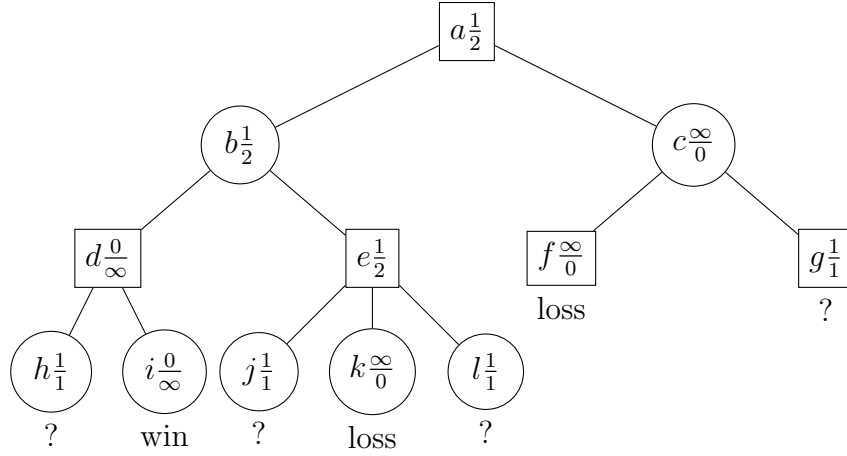 a 1/2
b 1/2 c ∞/0
d 0/∞ e 1/2 f ∞/0 g 1/1
loss ?
h 1/1 i 0/∞ j 1/1 k ∞/0 l 1/1
? win ? loss ?